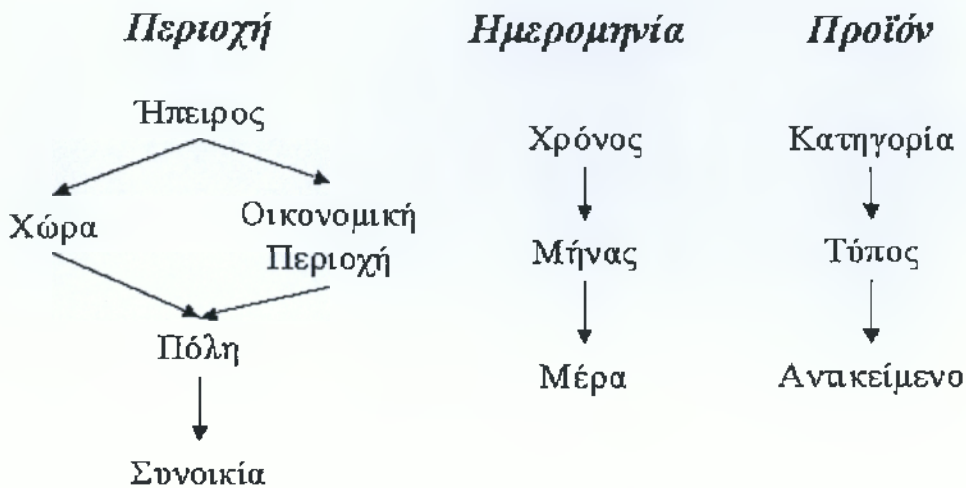 Περιοχή Ημερομηνία Προϊόν
Ήπειρος
Χρόνος Κατηγορία
Χώρα Οικονομική
Περιοχή Μήνας Τύπος
Πόλη
Μέρα Αντικείμενο
Συνοικία